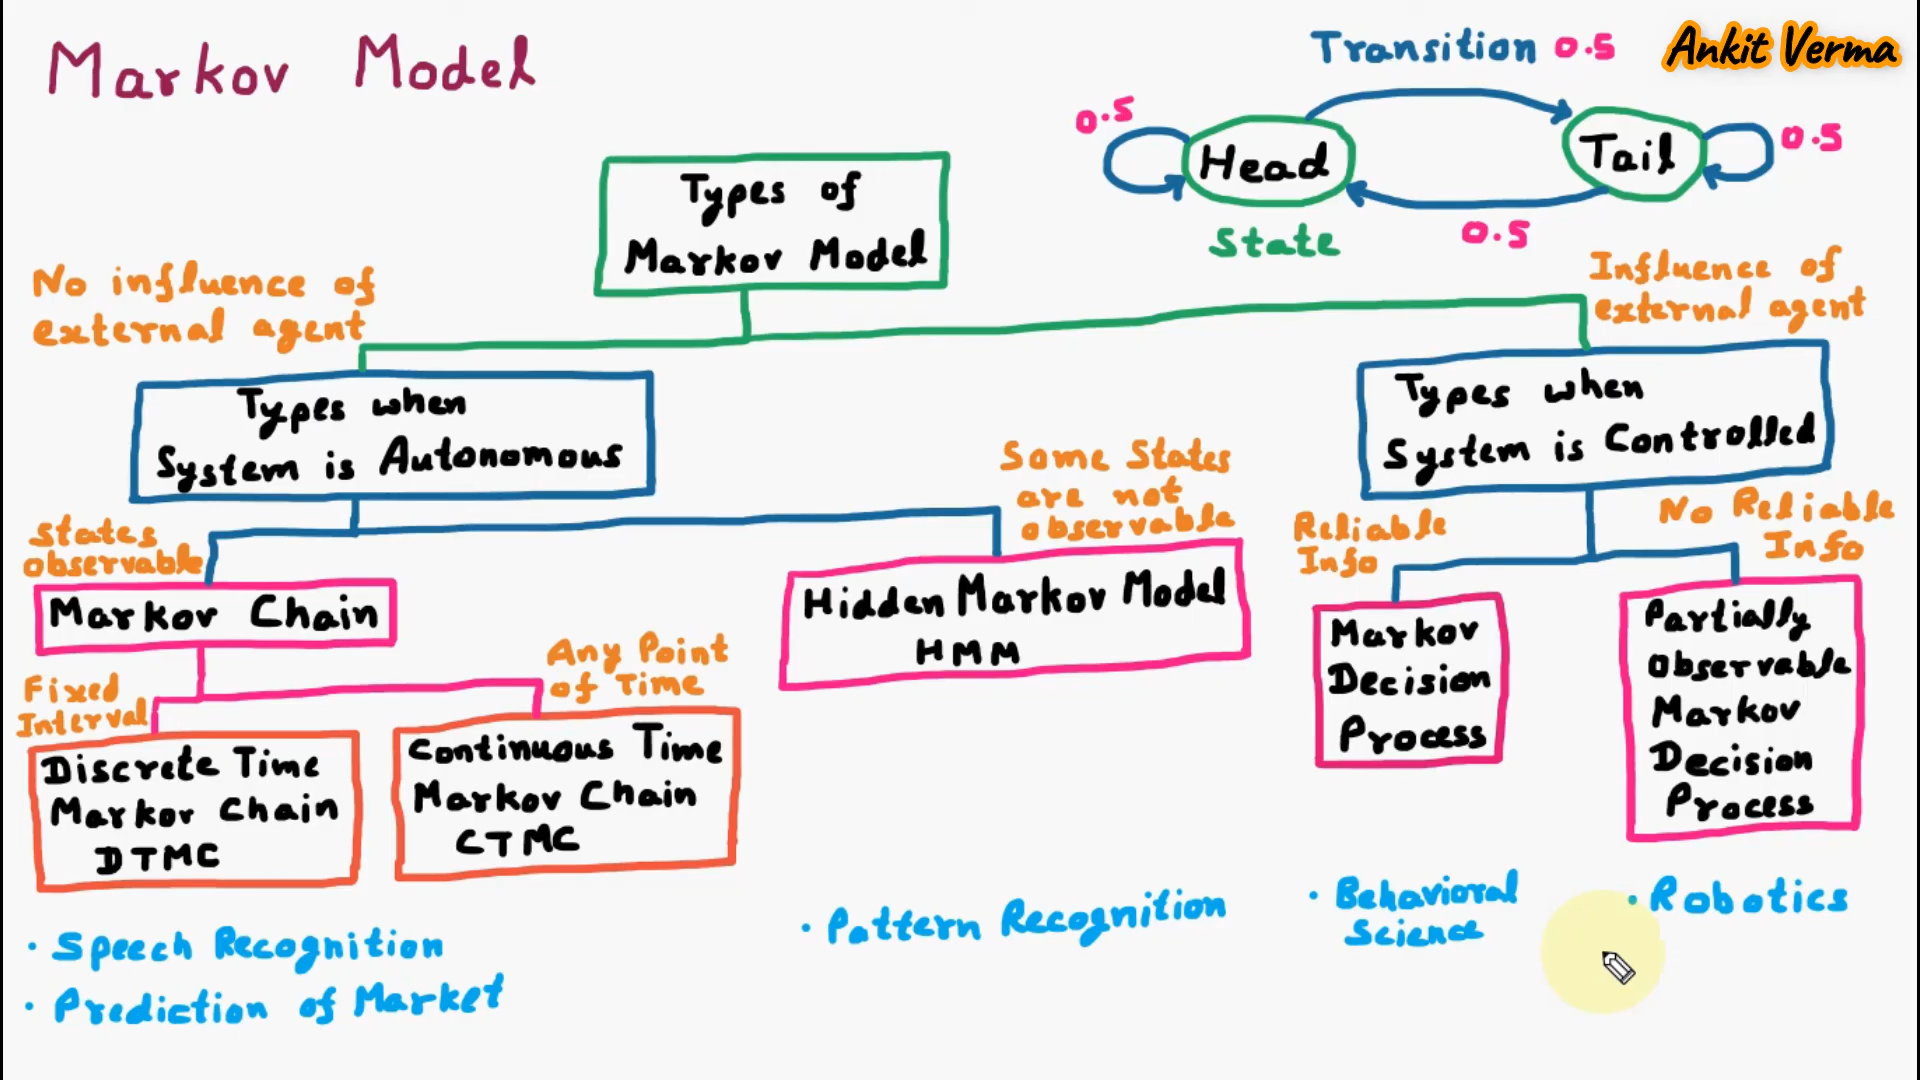 Markov Model
Transition 0.5
Ankit Verma
0.5
Head
Tail
0.5
State
0.5
Types of
Markov Model
No influence of
external agent
Influence of
external agent
Types when
System is Autonomous
Types when
System is Controlled
Some States
are not
observable
States
observable
Reliable
Info
No Reliable
Info
Markov Chain
Hidden Markov Model
HMM
Markov
Decision
Process
Partially
Observable
Markov
Decision
Process
Fixed
Interval
Any Point
of Time
Discrete Time
Markov Chain
DTMC
Continuous Time
Markov Chain
CTMC
· Speech Recognition
· Prediction of Market
· Pattern Recognition
· Behavioral
Science
· Robotics